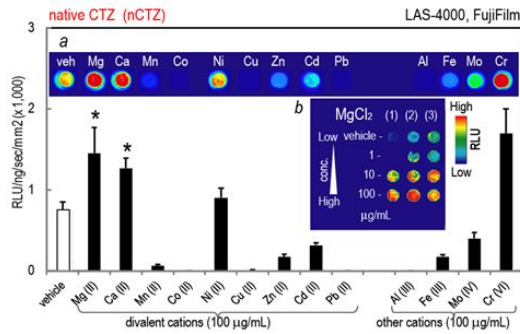 native CTZ (nCTZ) LAS-4000, FujiFilm
a
veh Mg Ca Mn Co Ni Cu Zn Cd Pb Al Fe Mo Cr
b MgCl2 (1) (2) (3)
Low vehicle -
1 -
10 -
High 100 -
μg/mL
conc.
High
RLU
Low
RLU/ng/sec/mm2 (x 1,000)
3
2
1
0
* *
vehicle Mg (II) Ca (II) Mn (II) Co (II) Ni (II) Cu (II) Zn (II) Cd (II) Pb (II) Al (III) Fe (III) Mo (IV) Cr (VI)
divalent cations (100 μg/mL) other cations (100 μg/mL)